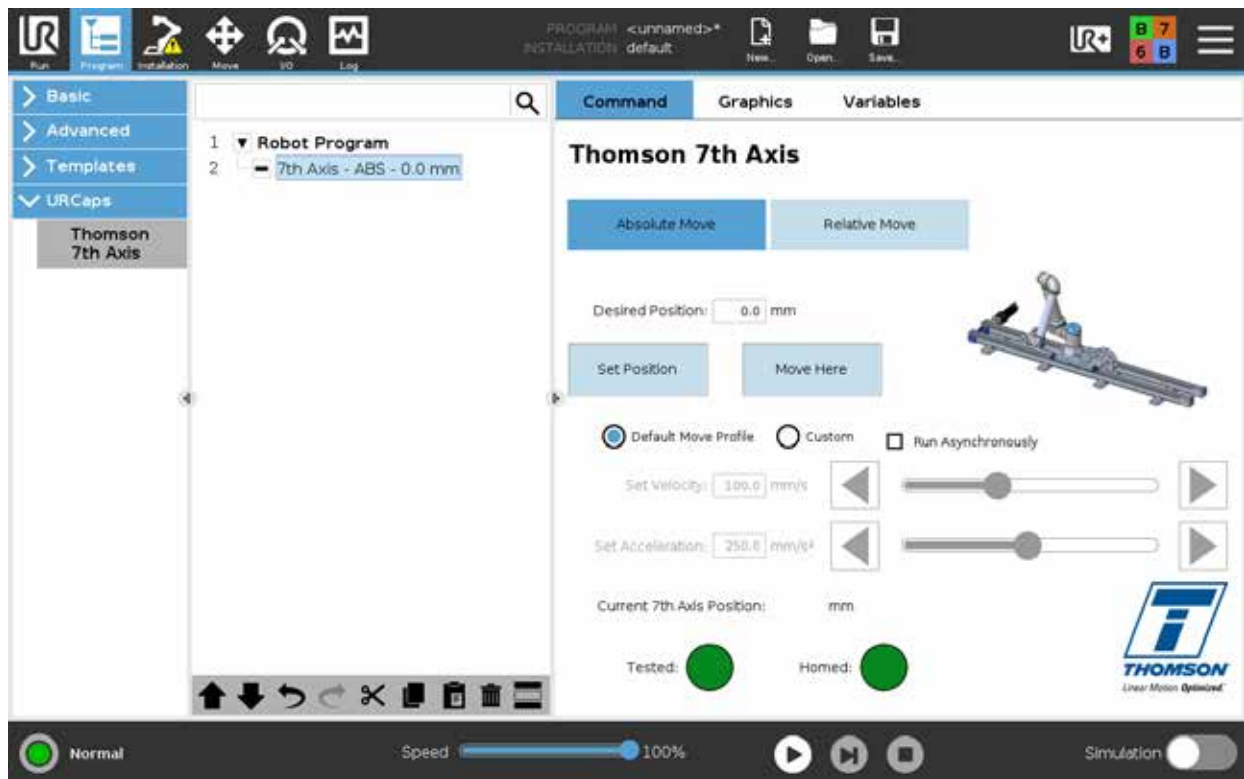 UR
PROGRAM <unnamed>*
INSTALLATION default
UR+
B 7
6 B
Run Program Installation Move I/O Log New... Open... Save...
Basic
Advanced
Templates
URCaps
Thomson
7th Axis
1 Robot Program
2 7th Axis - ABS - 0.0 mm
Command Graphics Variables
Thomson 7th Axis
Absolute Move Relative Move
Desired Position: 0.0 mm
Set Position Move Here
Default Move Profile Custom Run Asynchronously
Set Velocity: 100.0 mm/s
Set Acceleration: 250.0 mm/s²
Current 7th Axis Position: mm
Tested: Homed:
THOMSON
Linear Motion Optimized.
Normal Speed 100% Simulation